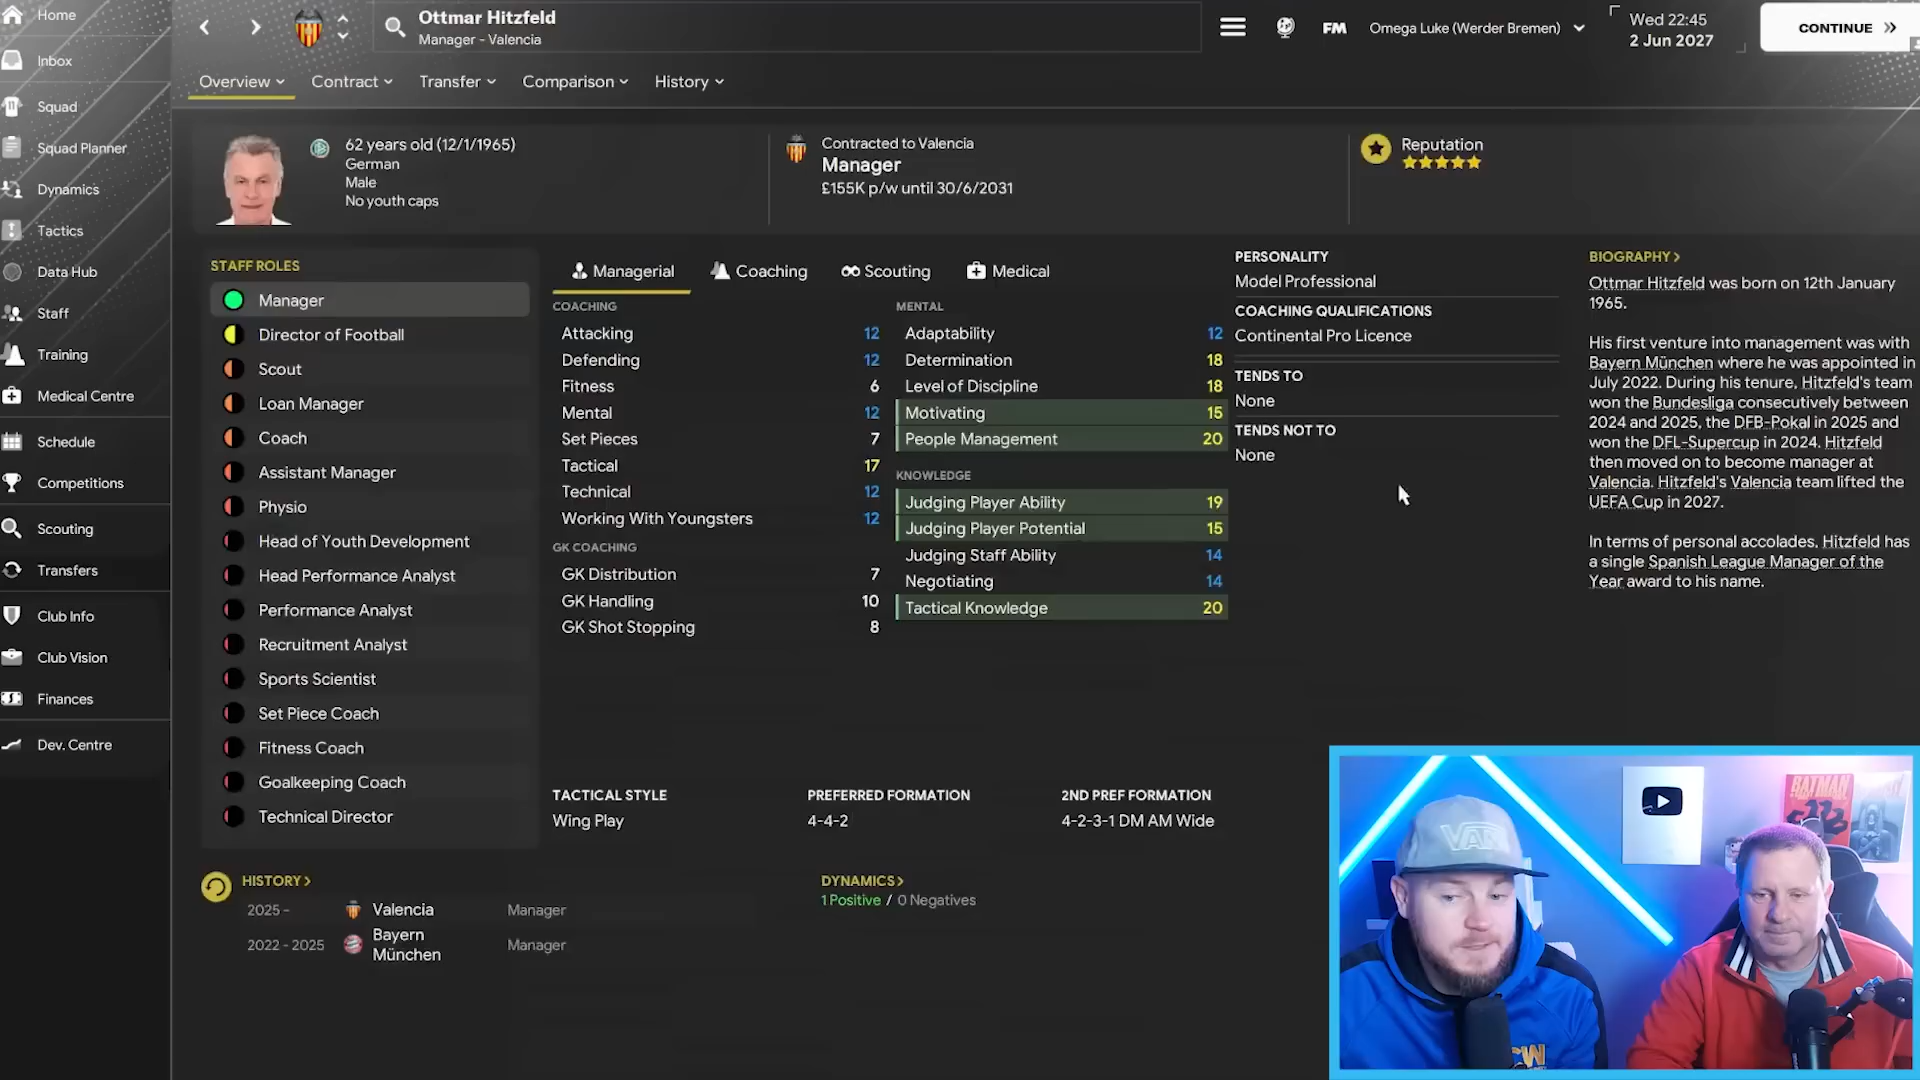 Home
Inbox
Squad
Squad Planner
Dynamics
Tactics
Data Hub
Staff
Training
Medical Centre
Schedule
Competitions
Scouting
Transfers
Club Info
Club Vision
Finances
Dev. Centre
Ottmar Hitzfeld
Manager - Valencia
FM
Omega Luke (Werder Bremen)
Wed 22:45
2 Jun 2027
CONTINUE
Overview
Contract
Transfer
Comparison
History
62 years old (12/1/1965)
German
Male
No youth caps
Contracted to Valencia
Manager
£155K p/w until 30/6/2031
Reputation
STAFF ROLES
Manager
Director of Football
Scout
Loan Manager
Coach
Assistant Manager
Physio
Head of Youth Development
Head Performance Analyst
Performance Analyst
Recruitment Analyst
Sports Scientist
Set Piece Coach
Fitness Coach
Goalkeeping Coach
Technical Director
Managerial
Coaching
Scouting
Medical
COACHING
Attacking 12
Defending 12
Fitness 6
Mental 12
Set Pieces 7
Tactical 17
Technical 12
Working With Youngsters 12
GK COACHING
GK Distribution 7
GK Handling 10
GK Shot Stopping 8
MENTAL
Adaptability 12
Determination 18
Level of Discipline 18
Motivating 15
People Management 20
KNOWLEDGE
Judging Player Ability 19
Judging Player Potential 15
Judging Staff Ability 14
Negotiating 14
Tactical Knowledge 20
PERSONALITY
Model Professional
COACHING QUALIFICATIONS
Continental Pro Licence
TENDS TO
None
TENDS NOT TO
None
BIOGRAPHY >
Ottmar Hitzfeld was born on 12th January
1965.
His first venture into management was with
Bayern München where he was appointed in
July 2022. During his tenure, Hitzfeld's team
won the Bundesliga consecutively between
2024 and 2025, the DFB-Pokal in 2025 and
won the DFL-Supercup in 2024. Hitzfeld
then moved on to become manager at
Valencia. Hitzfeld's Valencia team lifted the
UEFA Cup in 2027.
In terms of personal accolades, Hitzfeld has
a single Spanish League Manager of the
Year award to his name.
TACTICAL STYLE
Wing Play
PREFERRED FORMATION
4-4-2
2ND PREF FORMATION
4-2-3-1 DM AM Wide
HISTORY >
2025 - Valencia Manager
2022 - 2025 Bayern
München Manager
DYNAMICS >
1 Positive / 0 Negatives
BATMAN
VAN
CW